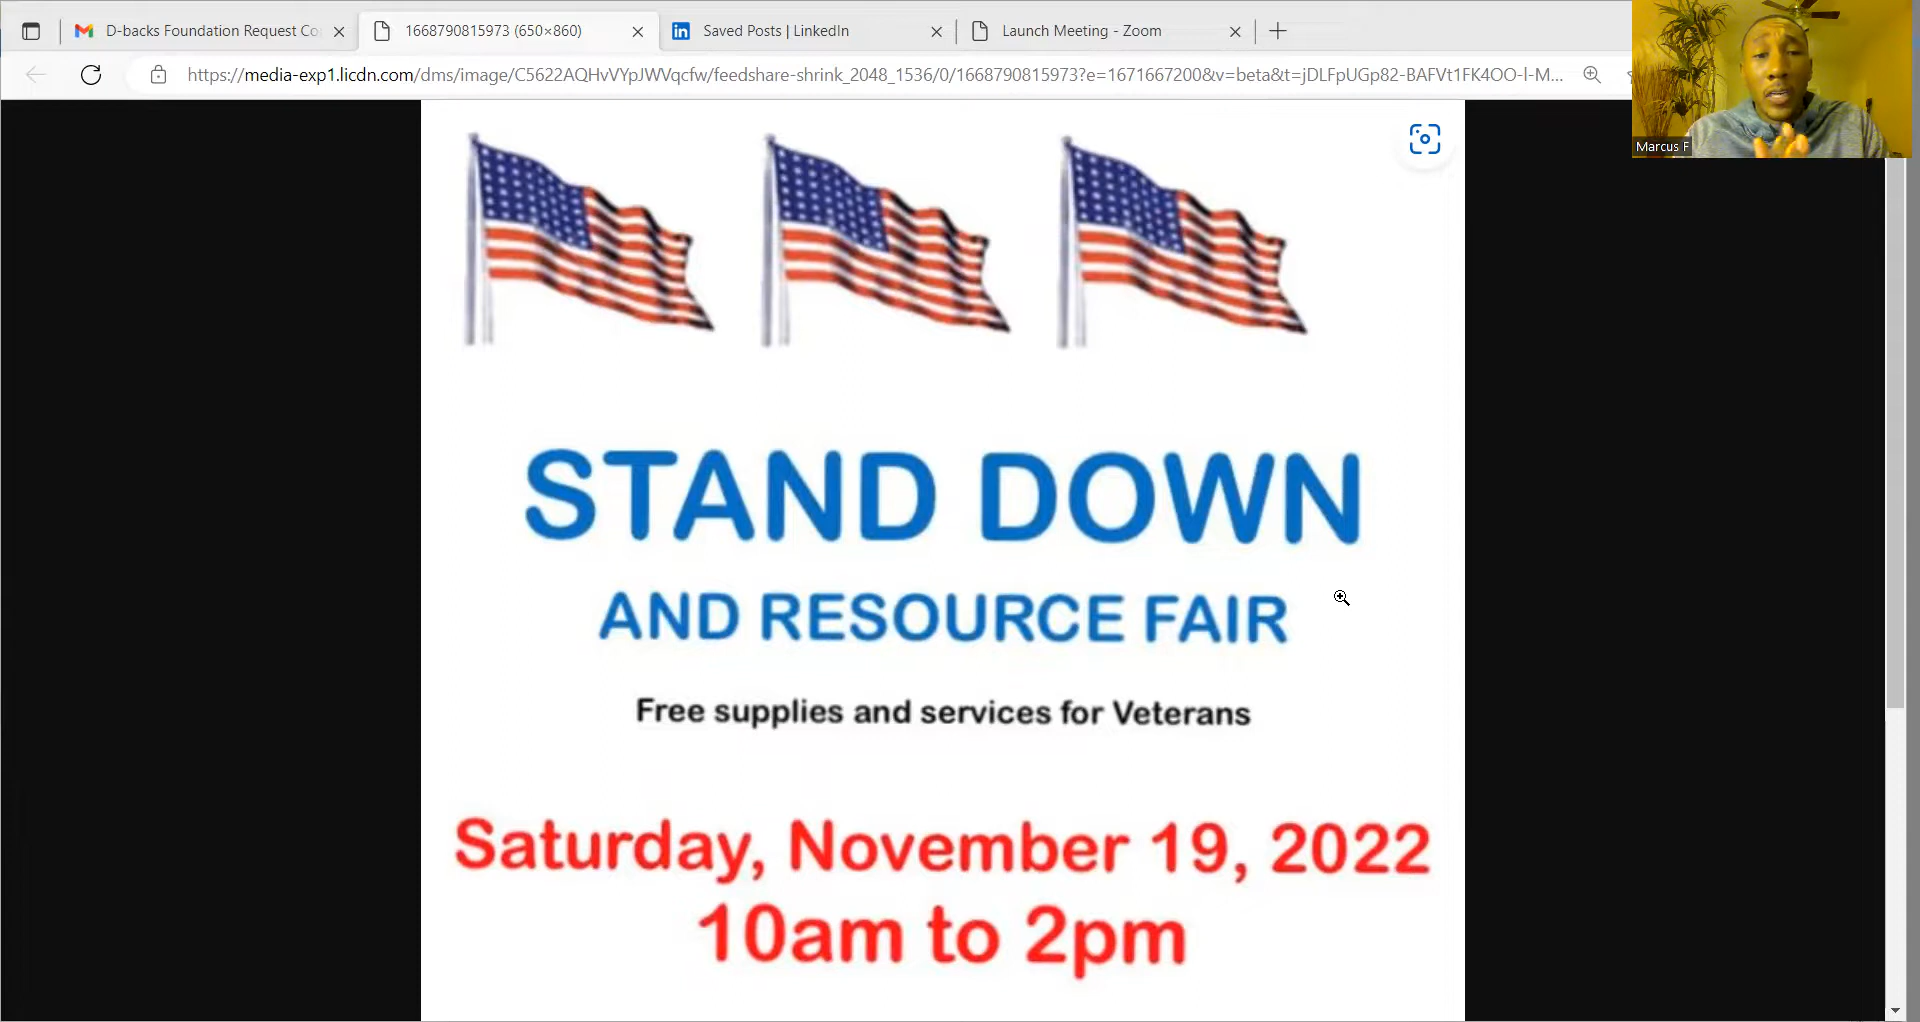 D-backs Foundation Request Co
1668790815973 (650×860)
Saved Posts | LinkedIn
Launch Meeting - Zoom
https://media-exp1.licdn.com/dms/image/C5622AQHvVYpJWVqcfw/feedshare-shrink_2048_1536/0/1668790815973?e=1671667200&v=beta&t=jDLFpUGp82-BAFVt1FK4OO-l-M...
Marcus F
STAND DOWN
AND RESOURCE FAIR
Free supplies and services for Veterans
Saturday, November 19, 2022
10am to 2pm